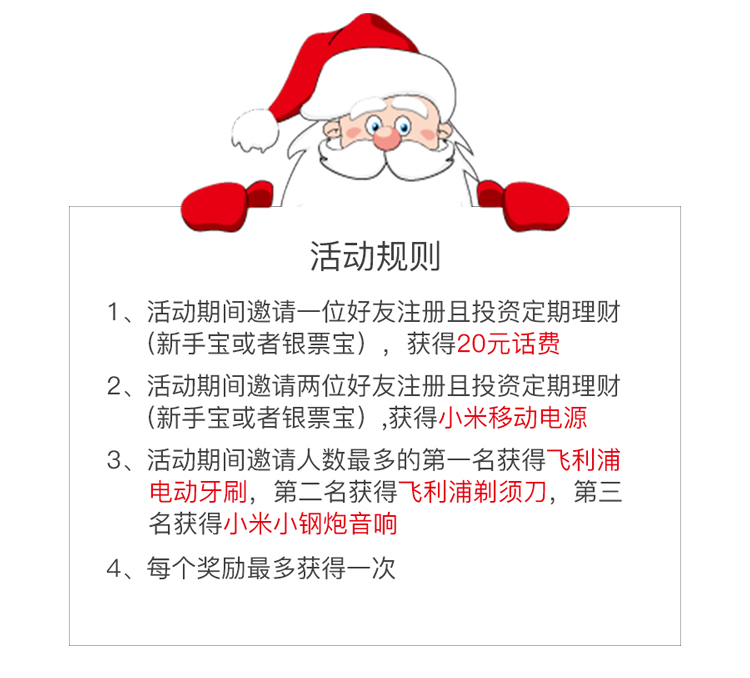 活动规则
1、活动期间邀请一位好友注册且投资定期理财
（新手宝或者银票宝），获得20元话费
2、活动期间邀请两位好友注册且投资定期理财
（新手宝或者银票宝）,获得小米移动电源
3、活动期间邀请人数最多的第一名获得飞利浦
电动牙刷，第二名获得飞利浦剃须刀，第三
名获得小米小钢炮音响
4、每个奖励最多获得一次